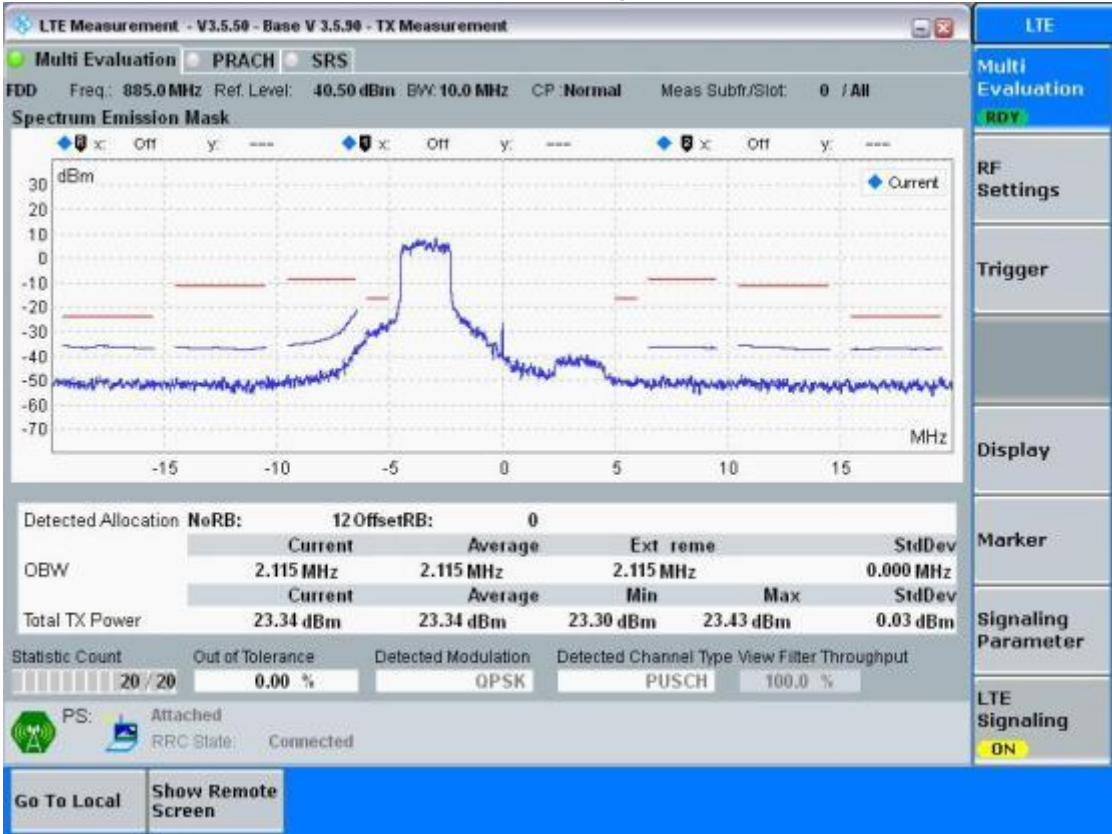 LTE Measurement - V3.5.50 - Base V 3.5.90 - TX Measurement
LTE
Multi Evaluation PRACH SRS
Multi
Evaluation
RDY
FDD Freq.: 885.0 MHz Ref. Level: 40.50 dBm BW: 10.0 MHz CP :Normal Meas Subfr./Slot: 0 / All
Spectrum Emission Mask
x: Off y: --- x: Off y: --- x: Off y: ---
dBm
Current
30
20
10
0
-10
-20
-30
-40
-50
-60
-70
MHz
-15 -10 -5 0 5 10 15
RF
Settings
Trigger
Display
Marker
Signaling
Parameter
LTE
Signaling
ON
Detected Allocation NoRB: 12 OffsetRB: 0
Current Average Ext reme StdDev
OBW 2.115 MHz 2.115 MHz 2.115 MHz 0.000 MHz
Current Average Min Max StdDev
Total TX Power 23.34 dBm 23.34 dBm 23.30 dBm 23.43 dBm 0.03 dBm
Statistic Count Out of Tolerance Detected Modulation Detected Channel Type View Filter Throughput
20 / 20 0.00 % QPSK PUSCH 100.0 %
PS: Attached
RRC State: Connected
Go To Local
Show Remote
Screen